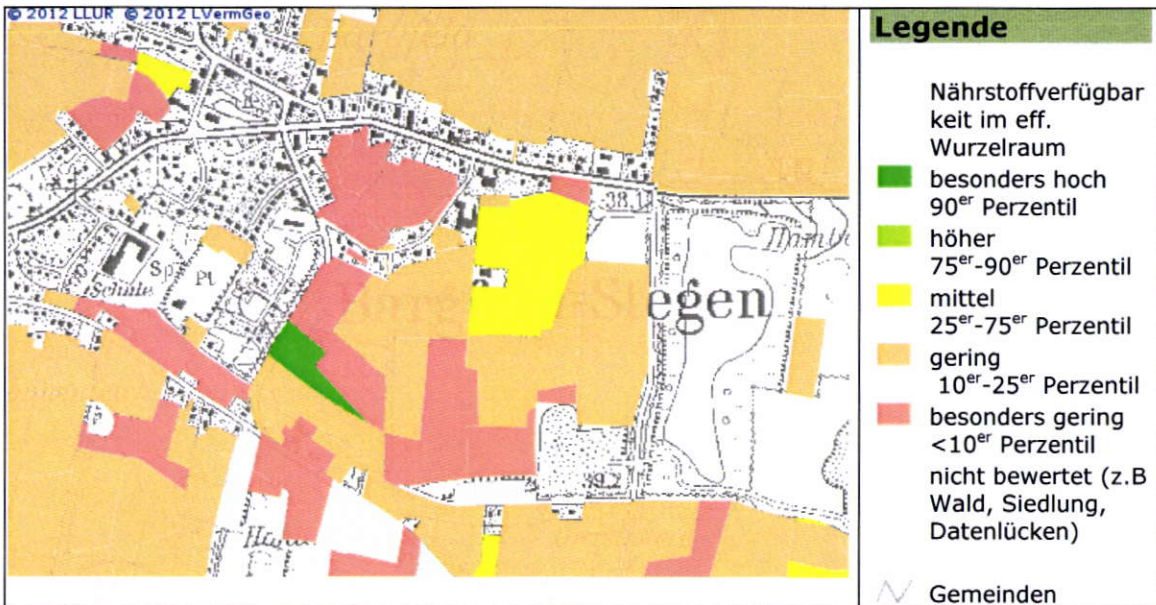 © 2012 LLUR © 2012 LVermGeo
Legende
Nährstoffverfügbar
keit im eff.
Wurzelraum
besonders hoch
90er Perzentil
höher
75er-90er Perzentil
mittel
25er-75er Perzentil
gering
10er-25er Perzentil
besonders gering
<10er Perzentil
nicht bewertet (z.B
Wald, Siedlung,
Datenlücken)
Gemeinden
38.1
Schule
Sp.
Pl.
Stegen
39.2